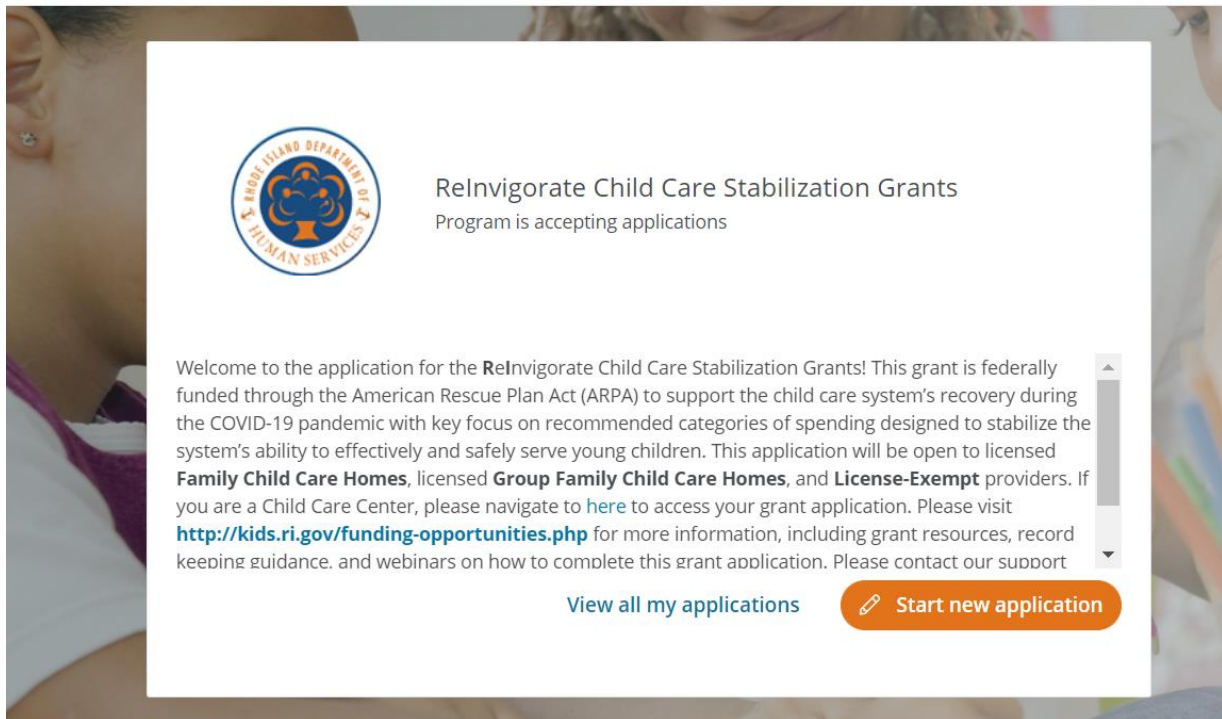 RHODE ISLAND DEPARTMENT OF
HUMAN SERVICES
ReInvigorate Child Care Stabilization Grants
Program is accepting applications
Welcome to the application for the ReInvigorate Child Care Stabilization Grants! This grant is federally
funded through the American Rescue Plan Act (ARPA) to support the child care system’s recovery during
the COVID-19 pandemic with key focus on recommended categories of spending designed to stabilize the
system’s ability to effectively and safely serve young children. This application will be open to licensed
Family Child Care Homes, licensed Group Family Child Care Homes, and License-Exempt providers. If
you are a Child Care Center, please navigate to here to access your grant application. Please visit
http://kids.ri.gov/funding-opportunities.php for more information, including grant resources, record
keeping guidance, and webinars on how to complete this grant application. Please contact our support
View all my applications
Start new application